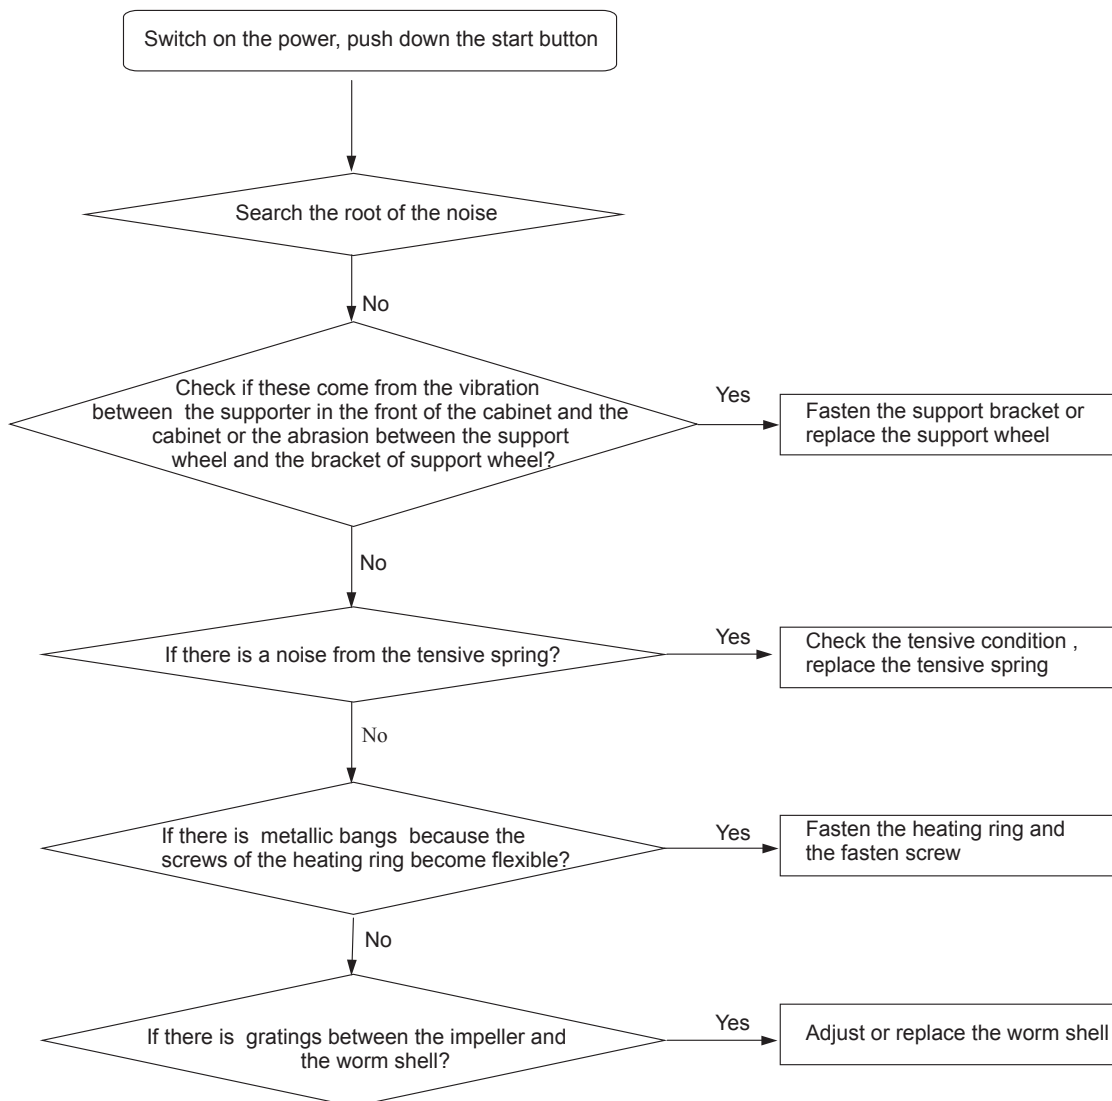 Switch on the power, push down the start button
Search the root of the noise
No
Check if these come from the vibration
between the supporter in the front of the cabinet and the
cabinet or the abrasion between the support
wheel and the bracket of support wheel?
Yes
Fasten the support bracket or
replace the support wheel
No
If there is a noise from the tensive spring?
Yes
Check the tensive condition ,
replace the tensive spring
No
If there is metallic bangs because the
screws of the heating ring become flexible?
Yes
Fasten the heating ring and
the fasten screw
No
If there is gratings between the impeller and
the worm shell?
Yes
Adjust or replace the worm shell